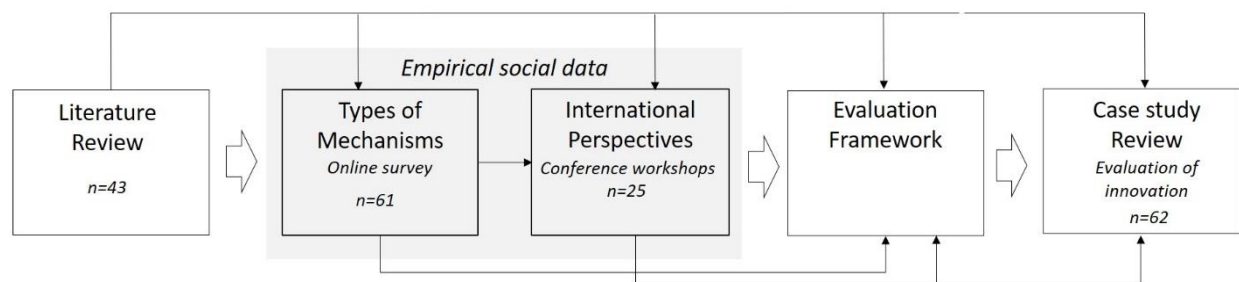 Empirical social data
Literature
Review
n=43
Types of
Mechanisms
Online survey
n=61
International
Perspectives
Conference workshops
n=25
Evaluation
Framework
Case study
Review
Evaluation of
innovation
n=62